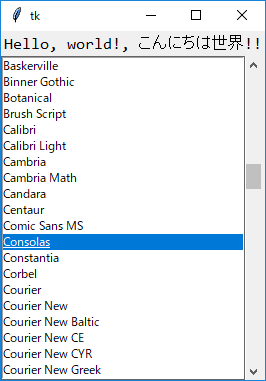 tk
Hello, world!, こんにちは世界!!
Baskerville
Binner Gothic
Botanical
Brush Script
Calibri
Calibri Light
Cambria
Cambria Math
Candara
Centaur
Comic Sans MS
Consolas
Constantia
Corbel
Courier
Courier New
Courier New Baltic
Courier New CE
Courier New CYR
Courier New Greek